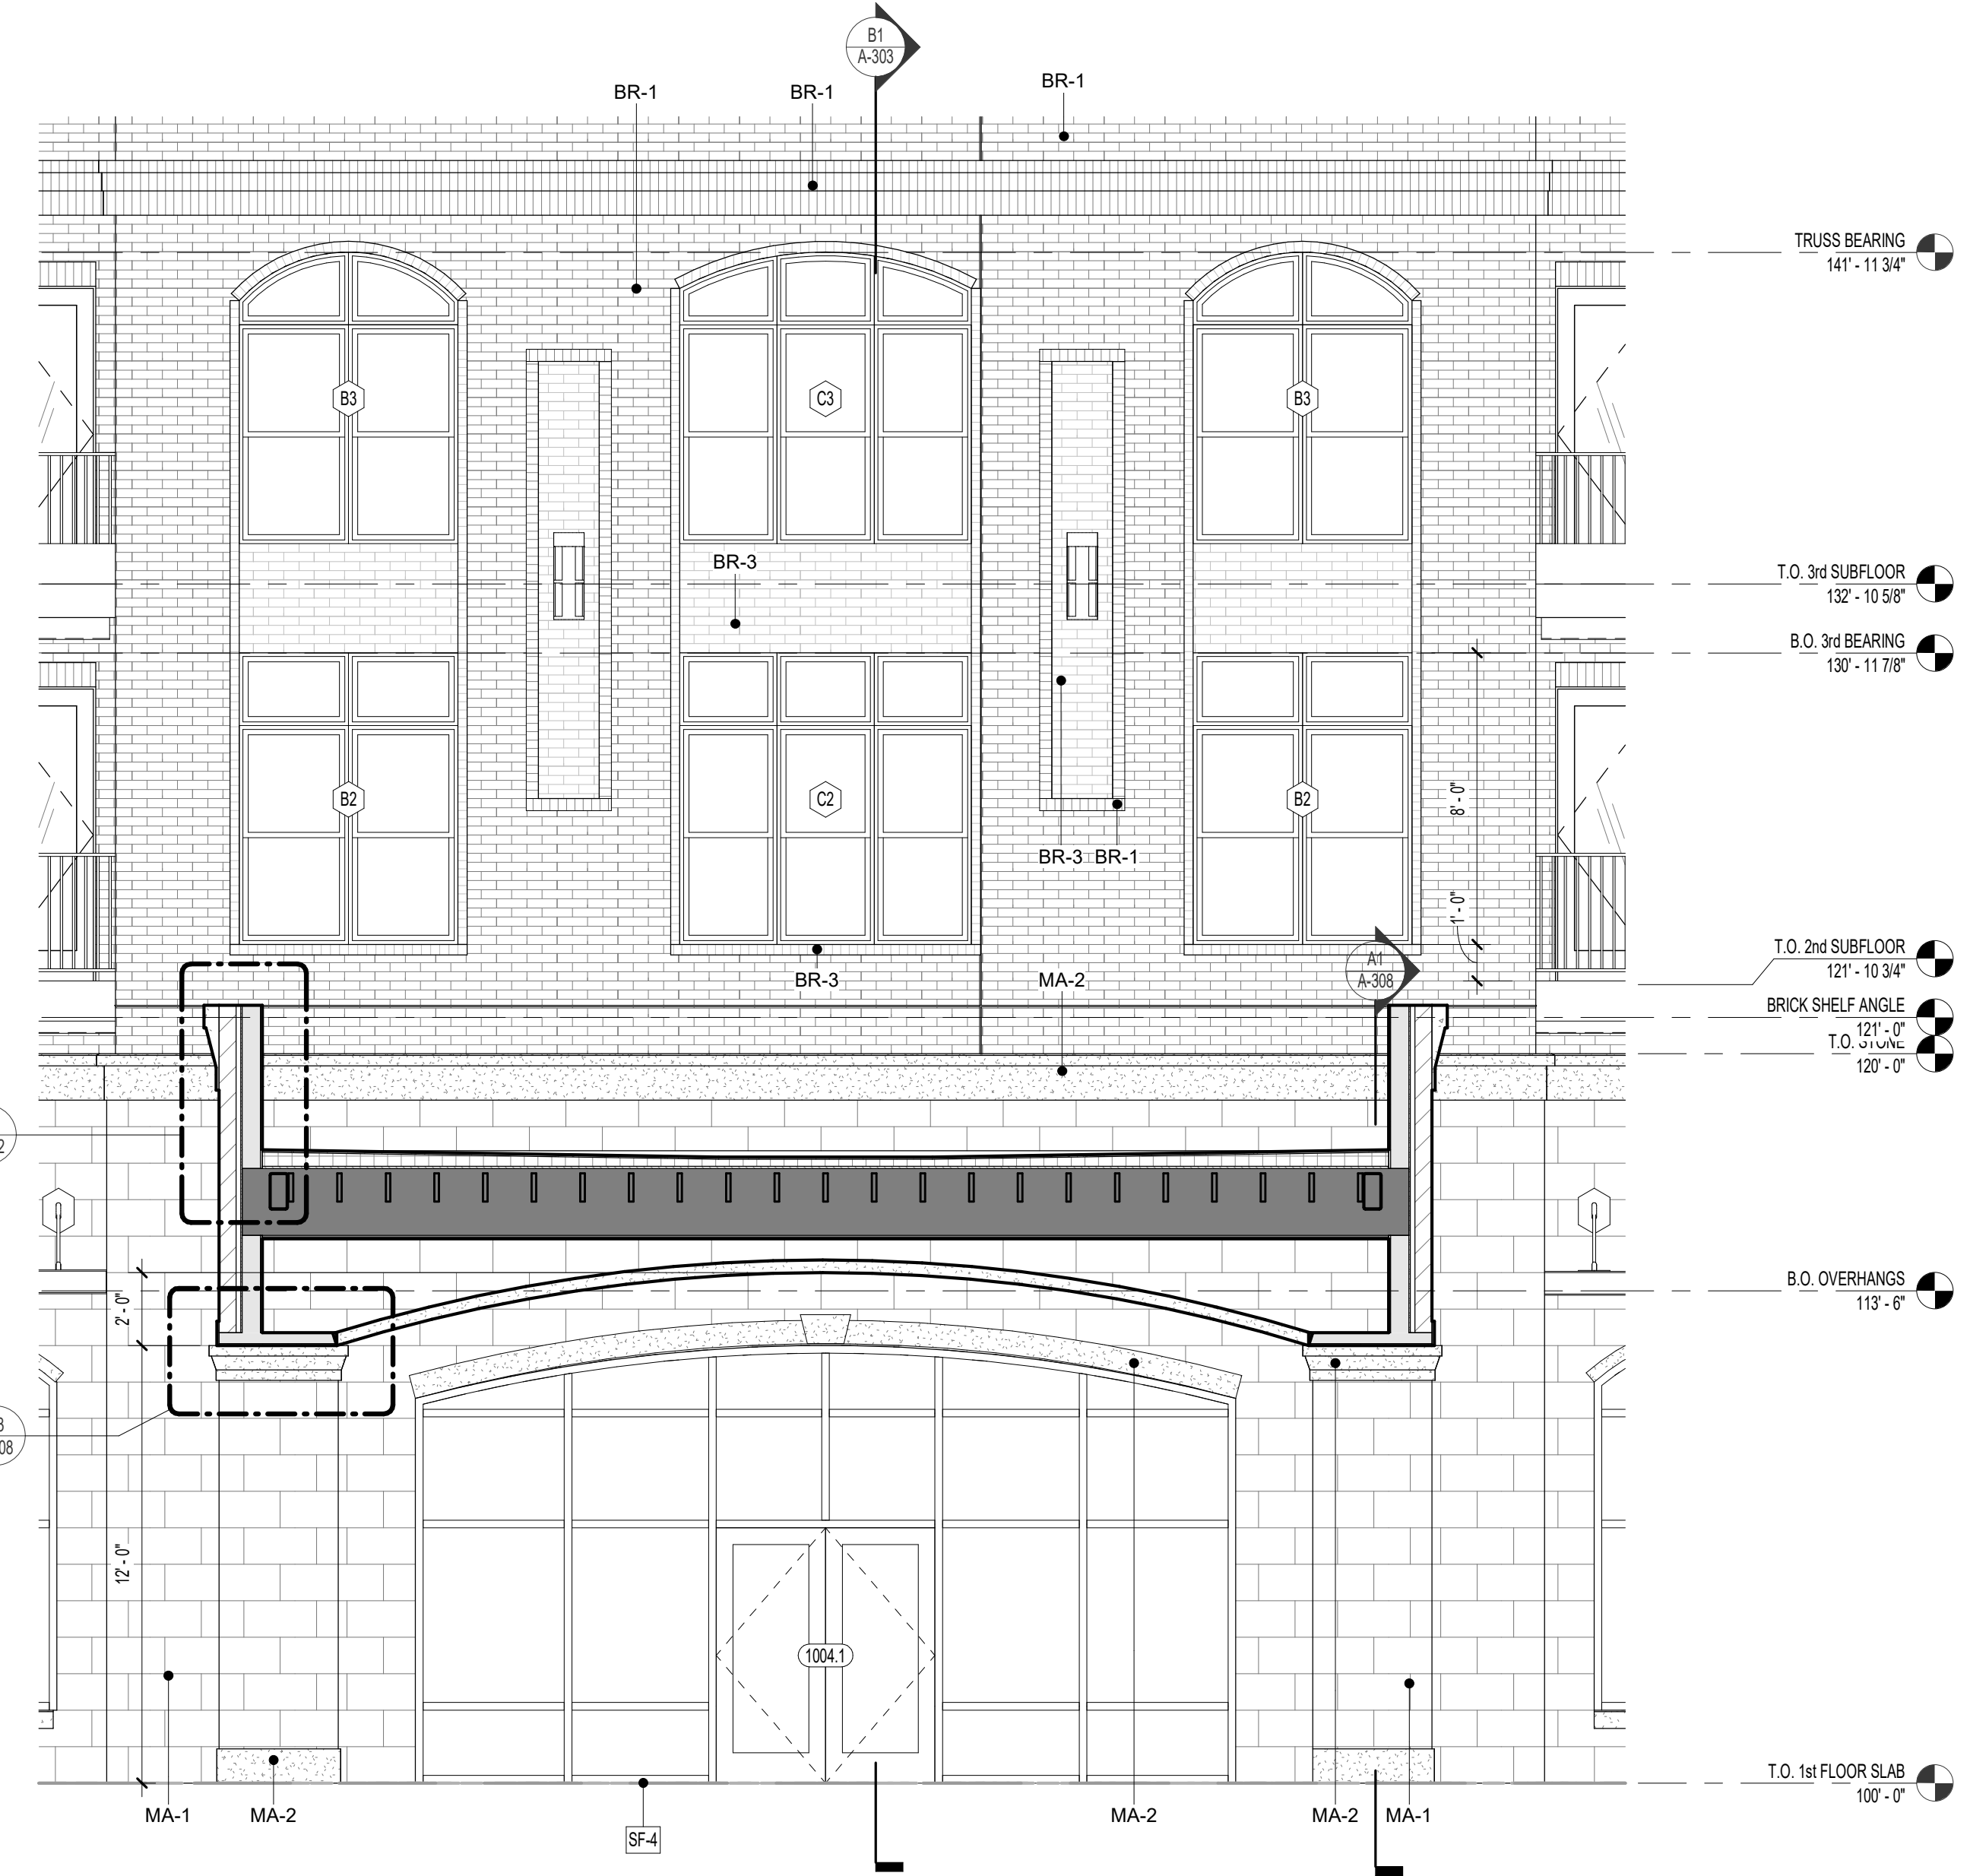 B1
A-303
BR-1
BR-1
BR-1
TRUSS BEARING
141' - 11 3/4"
B3
C3
B3
BR-3
T.O. 3rd SUBFLOOR
132' - 10 5/8"
B.O. 3rd BEARING
130' - 11 7/8"
B2
C2
B2
8' - 0"
BR-3 BR-1
1' - 0"
A1
A-308
BR-3
MA-2
T.O. 2nd SUBFLOOR
121' - 10 3/4"
BRICK SHELF ANGLE
121' - 0"
T.O. STONE
120' - 0"
2
B.O. OVERHANGS
113' - 6"
2' - 0"
08
12' - 0"
1004.1
T.O. 1st FLOOR SLAB
100' - 0"
MA-1
MA-2
MA-2
MA-2
MA-1
SF-4